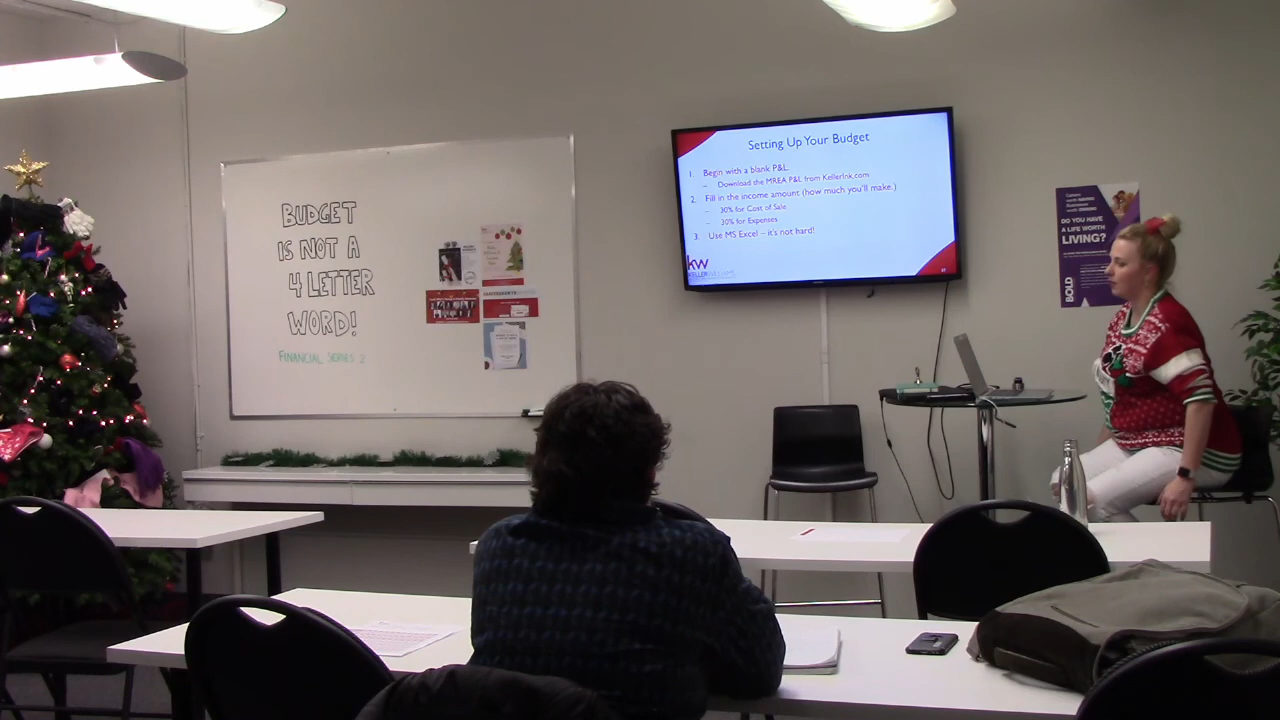 BUDGET
IS NOT A
4 LETTER
WORD!
FINANCIAL SERIES 2
Setting Up Your Budget
1. Begin with a blank P&L.
– Download the MREA P&L from KellerInk.com
2. Fill in the income amount (how much you'll make.)
– 30% for Cost of Sale
– 30% for Expenses
3. Use MS Excel – it's not hard!
kw
KELLERWILLIAMS
DO YOU HAVE
A LIFE WORTH
LIVING?
BOLD